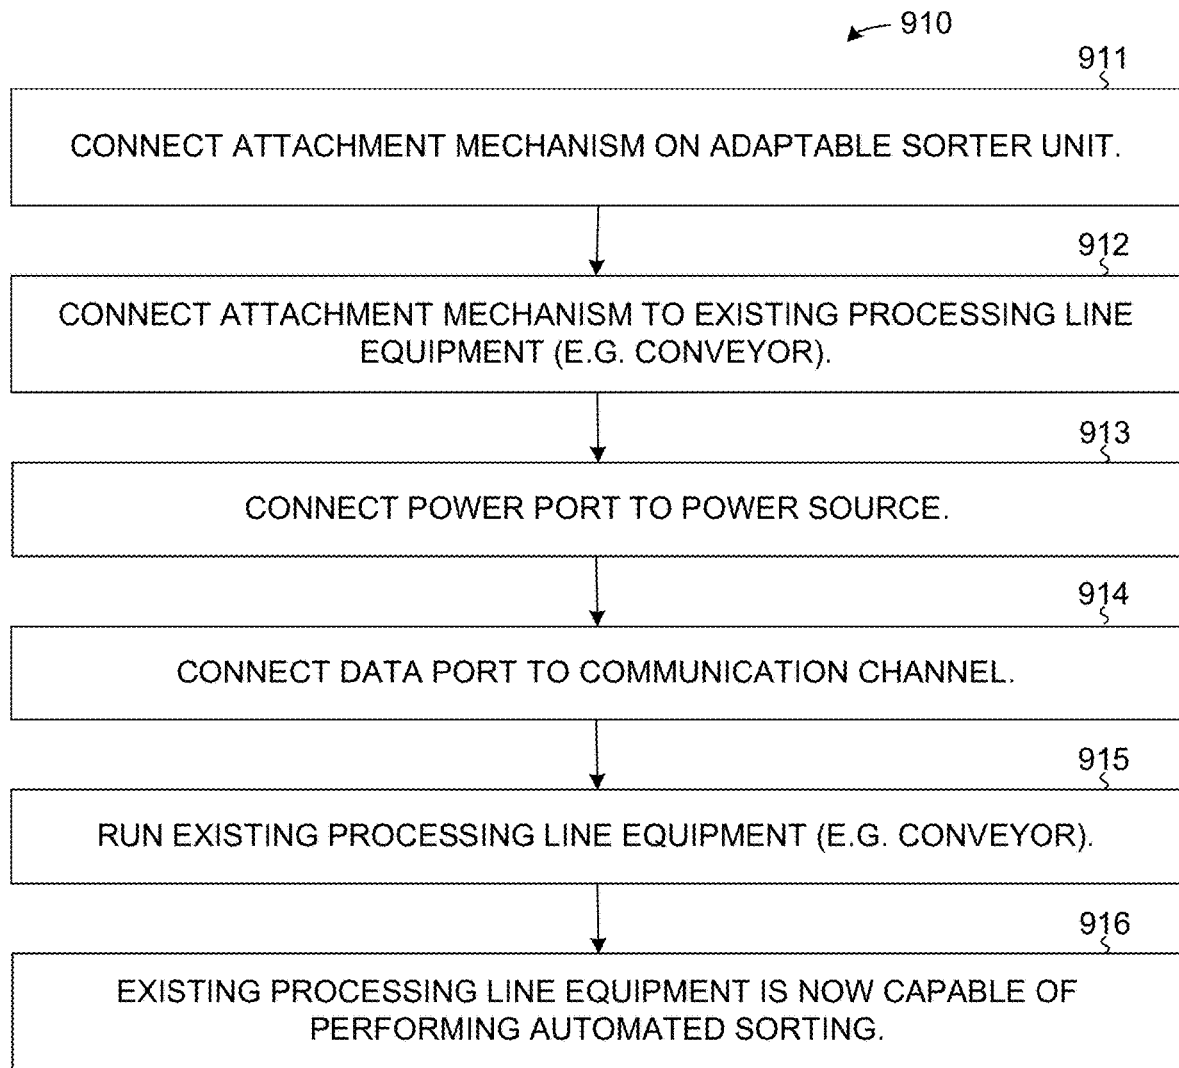 910
911
CONNECT ATTACHMENT MECHANISM ON ADAPTABLE SORTER UNIT.
912
CONNECT ATTACHMENT MECHANISM TO EXISTING PROCESSING LINE
EQUIPMENT (E.G. CONVEYOR).
913
CONNECT POWER PORT TO POWER SOURCE.
914
CONNECT DATA PORT TO COMMUNICATION CHANNEL.
915
RUN EXISTING PROCESSING LINE EQUIPMENT (E.G. CONVEYOR).
916
EXISTING PROCESSING LINE EQUIPMENT IS NOW CAPABLE OF
PERFORMING AUTOMATED SORTING.